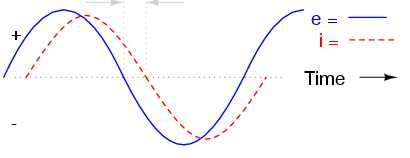 +
e =
i =
Time
-